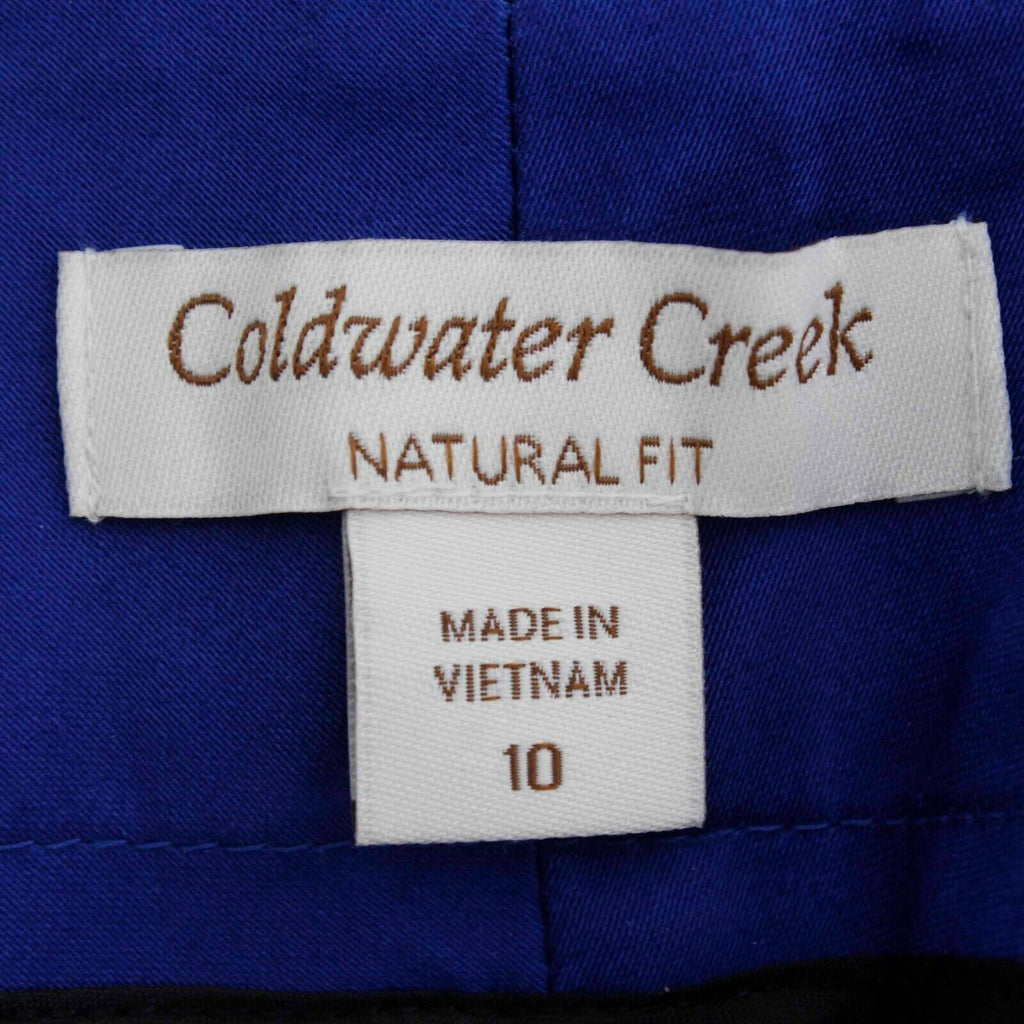 Coldwater Creek
NATURAL FIT
MADE IN
VIETNAM
10